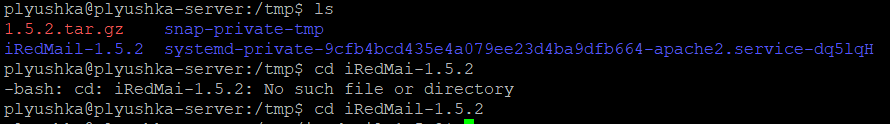 plyushka@plyushka-server:/tmp$ ls
1.5.2.tar.gz    snap-private-tmp
iRedMail-1.5.2  systemd-private-9cfb4bcd435e4a079ee23d4ba9dfb664-apache2.service-dq5lqH
plyushka@plyushka-server:/tmp$ cd iRedMai-1.5.2
-bash: cd: iRedMai-1.5.2: No such file or directory
plyushka@plyushka-server:/tmp$ cd iRedMail-1.5.2